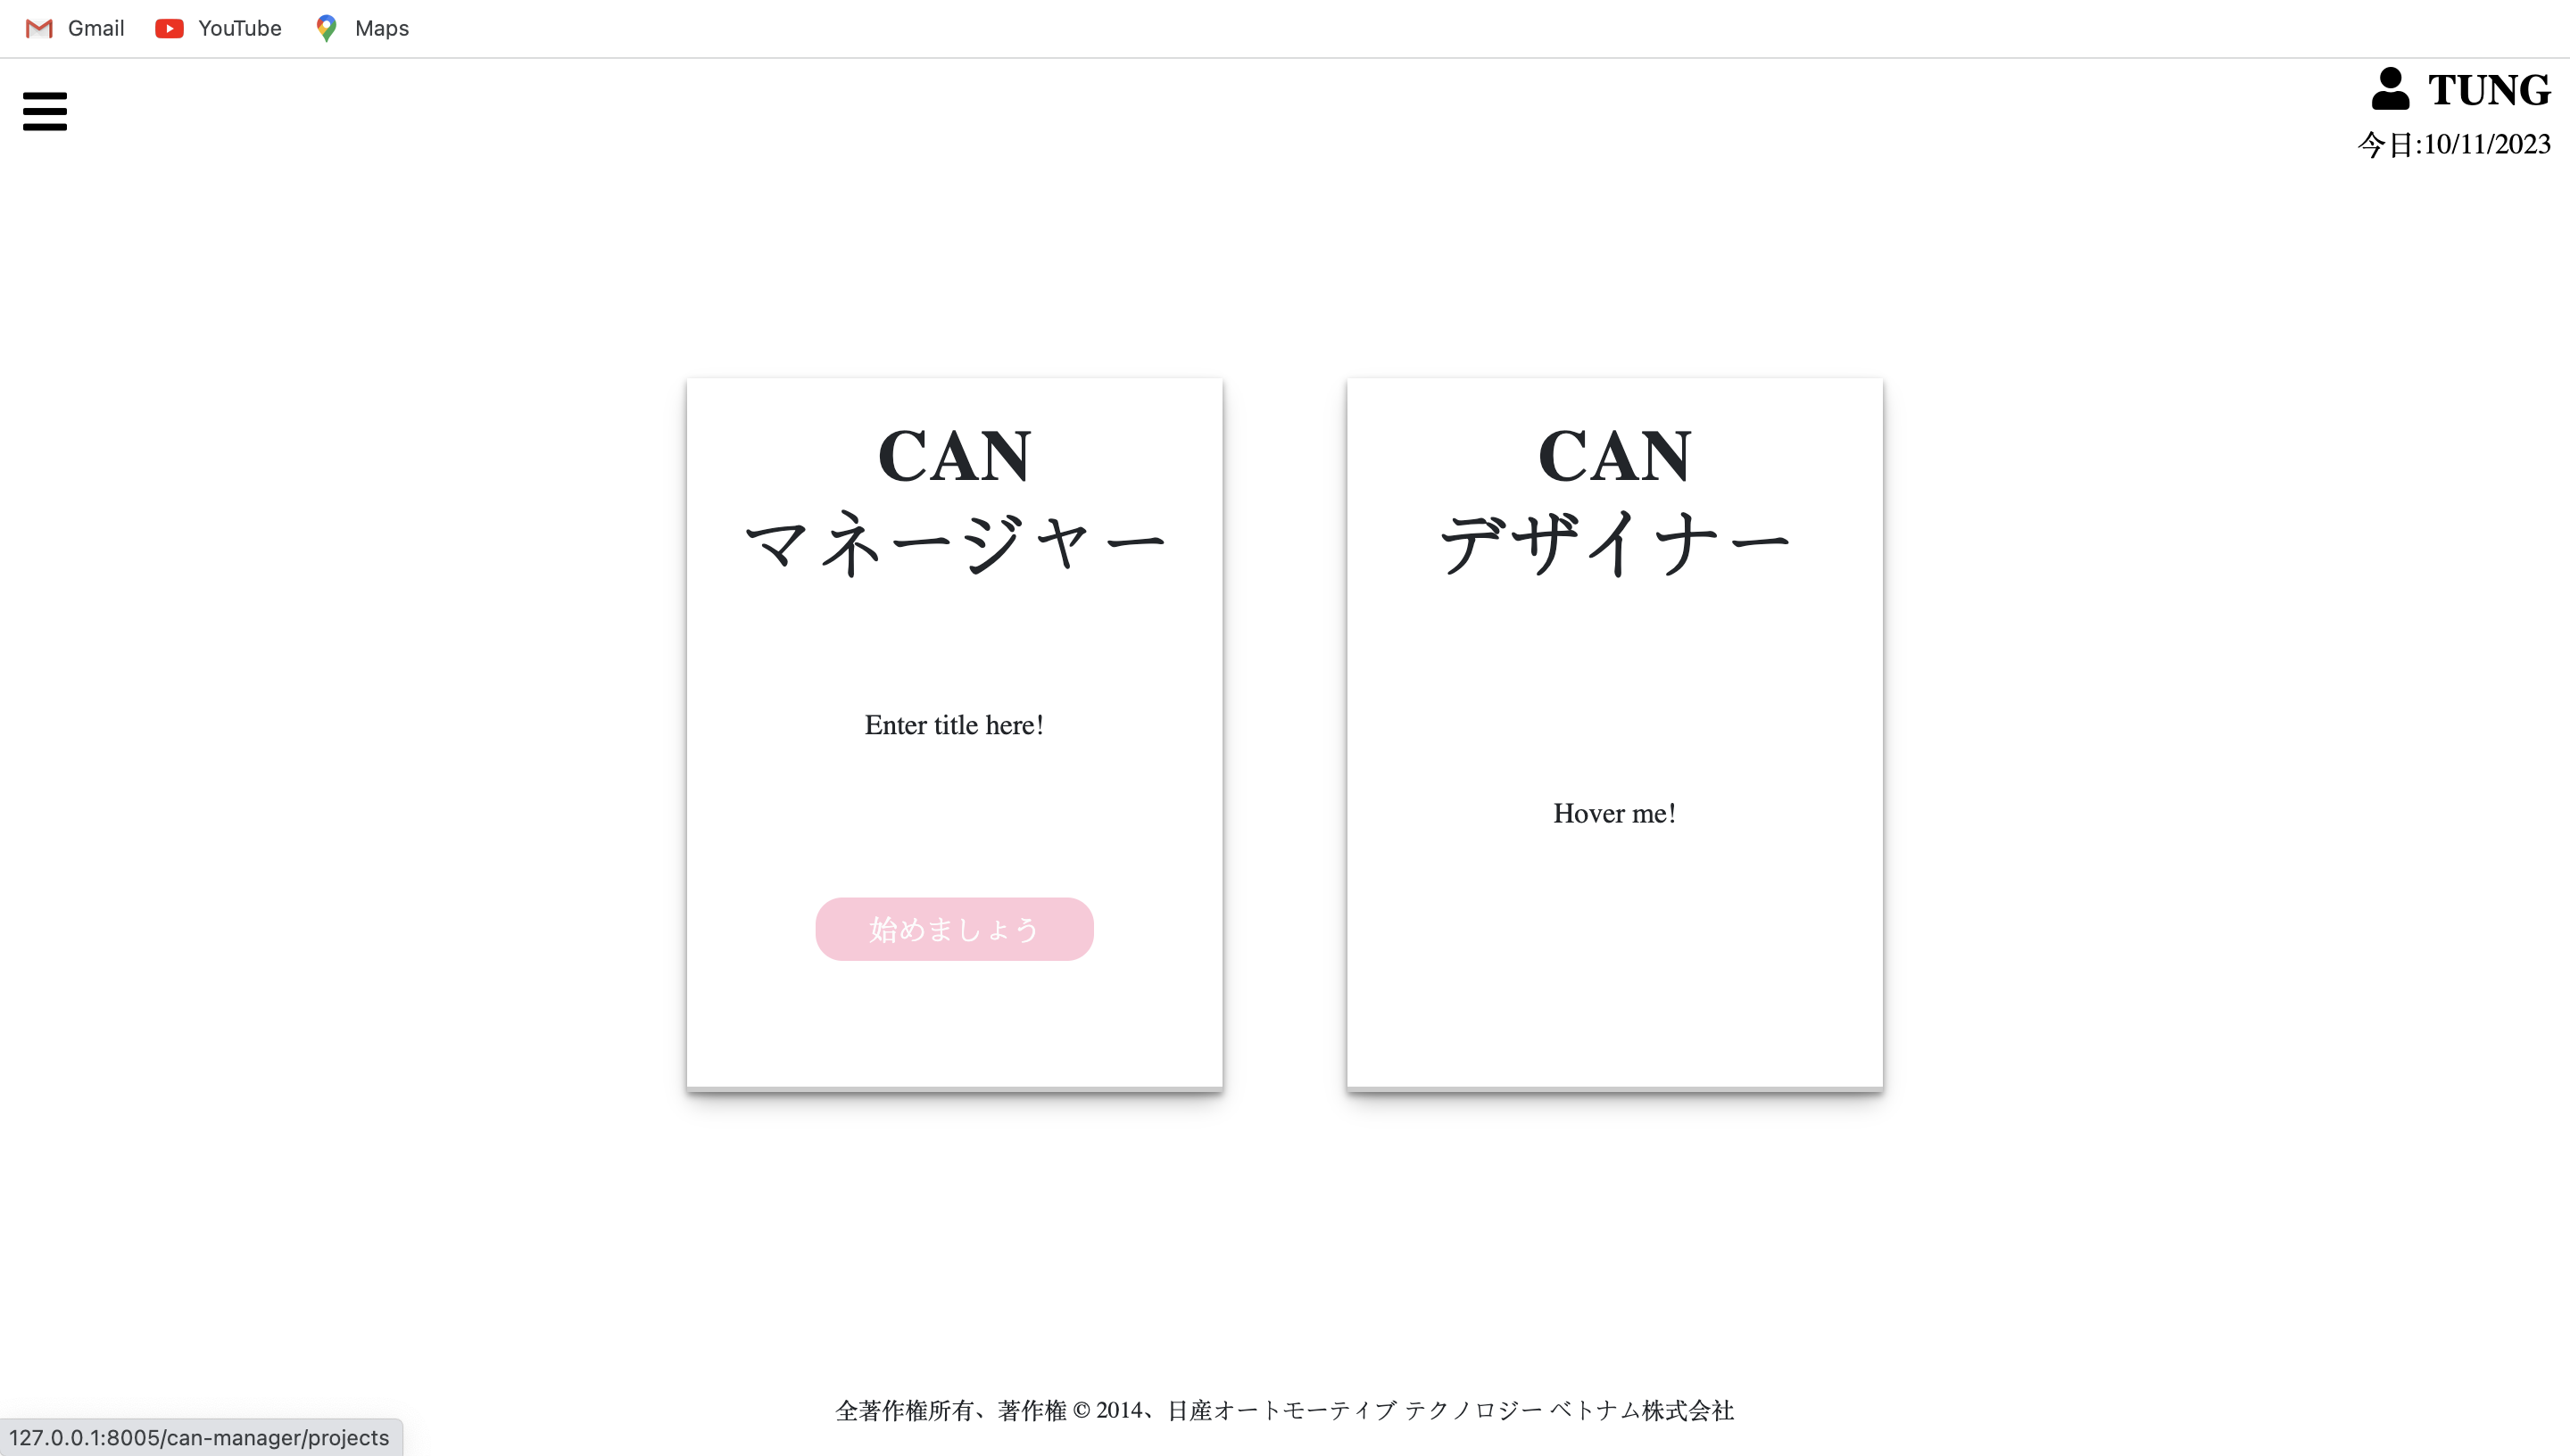 Gmail YouTube Maps
TUNG
今日:10/11/2023
CAN
マネージャー
Enter title here!
始めましょう
CAN
デザイナー
Hover me!
全著作権所有、著作権 © 2014、日産オートモーティブ テクノロジー ベトナム株式会社
127.0.0.1:8005/can-manager/projects